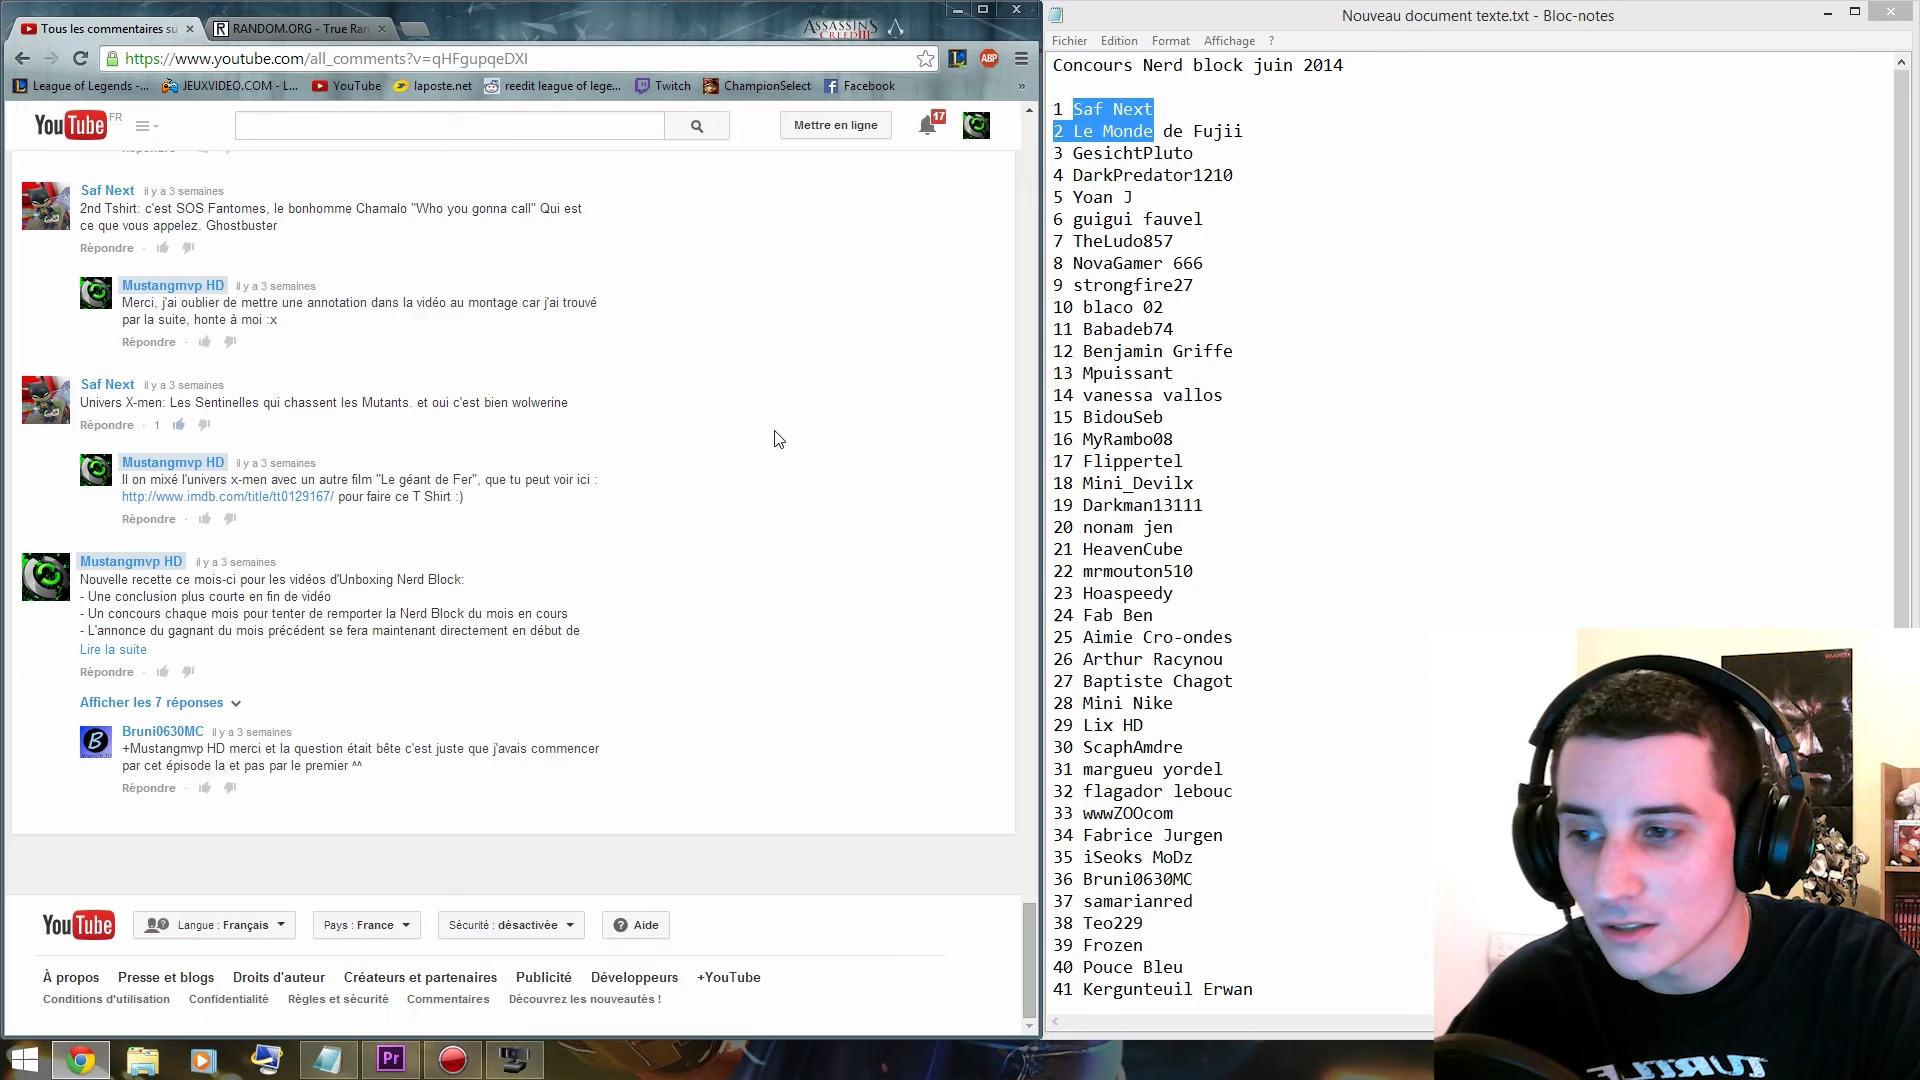 Tous les commentaires su
RANDOM.ORG - True Ran
ASSASSIN'S CREED III
https://www.youtube.com/all_comments?v=qHFgupqeDXI
ABP
League of Legends -...
JEUXVIDEO.COM - L...
YouTube
laposte.net
reedit league of lege...
Twitch
ChampionSelect
Facebook
»
YouTube FR
Mettre en ligne
17
Saf Next il y a 3 semaines
2nd Tshirt: c'est SOS Fantomes, le bonhomme Chamalo "Who you gonna call" Qui est
ce que vous appelez. Ghostbuster
Répondre ·
Mustangmvp HD il y a 3 semaines
Merci, j'ai oublier de mettre une annotation dans la vidéo au montage car j'ai trouvé
par la suite, honte à moi :x
Répondre ·
Saf Next il y a 3 semaines
Univers X-men: Les Sentinelles qui chassent les Mutants. et oui c'est bien wolwerine
Répondre · 1
Mustangmvp HD il y a 3 semaines
Il on mixé l'univers x-men avec un autre film "Le géant de Fer", que tu peut voir ici :
http://www.imdb.com/title/tt0129167/ pour faire ce T Shirt :)
Répondre ·
Mustangmvp HD il y a 3 semaines
Nouvelle recette ce mois-ci pour les vidéos d'Unboxing Nerd Block:
- Une conclusion plus courte en fin de vidéo
- Un concours chaque mois pour tenter de remporter la Nerd Block du mois en cours
- L'annonce du gagnant du mois précédent se fera maintenant directement en début de
Lire la suite
Répondre ·
Afficher les 7 réponses
Bruni0630MC il y a 3 semaines
+Mustangmvp HD merci et la question était bête c'est juste que j'avais commencer
par cet épisode la et pas par le premier ^^
Répondre ·
YouTube
Langue : Français
Pays : France
Sécurité : désactivée
Aide
À propos Presse et blogs Droits d'auteur Créateurs et partenaires Publicité Développeurs +YouTube
Conditions d'utilisation Confidentialité Règles et sécurité Commentaires Découvrez les nouveautés !
Pr
Nouveau document texte.txt - Bloc-notes
Fichier Edition Format Affichage ?
Concours Nerd block juin 2014
1 Saf Next
2 Le Monde de Fujii
3 GesichtPluto
4 DarkPredator1210
5 Yoan J
6 guigui fauvel
7 TheLudo857
8 NovaGamer 666
9 strongfire27
10 blaco 02
11 Babadeb74
12 Benjamin Griffe
13 Mpuissant
14 vanessa vallos
15 BidouSeb
16 MyRambo08
17 Flippertel
18 Mini_Devilx
19 Darkman13111
20 nonam jen
21 HeavenCube
22 mrmouton510
23 Hoaspeedy
24 Fab Ben
25 Aimie Cro-ondes
26 Arthur Racynou
27 Baptiste Chagot
28 Mini Nike
29 Lix HD
30 ScaphAmdre
31 margueu yordel
32 flagador lebouc
33 wwwZOOcom
34 Fabrice Jurgen
35 iSeoks MoDz
36 Bruni0630MC
37 samarianred
38 Teo229
39 Frozen
40 Pouce Bleu
41 Kergunteuil Erwan